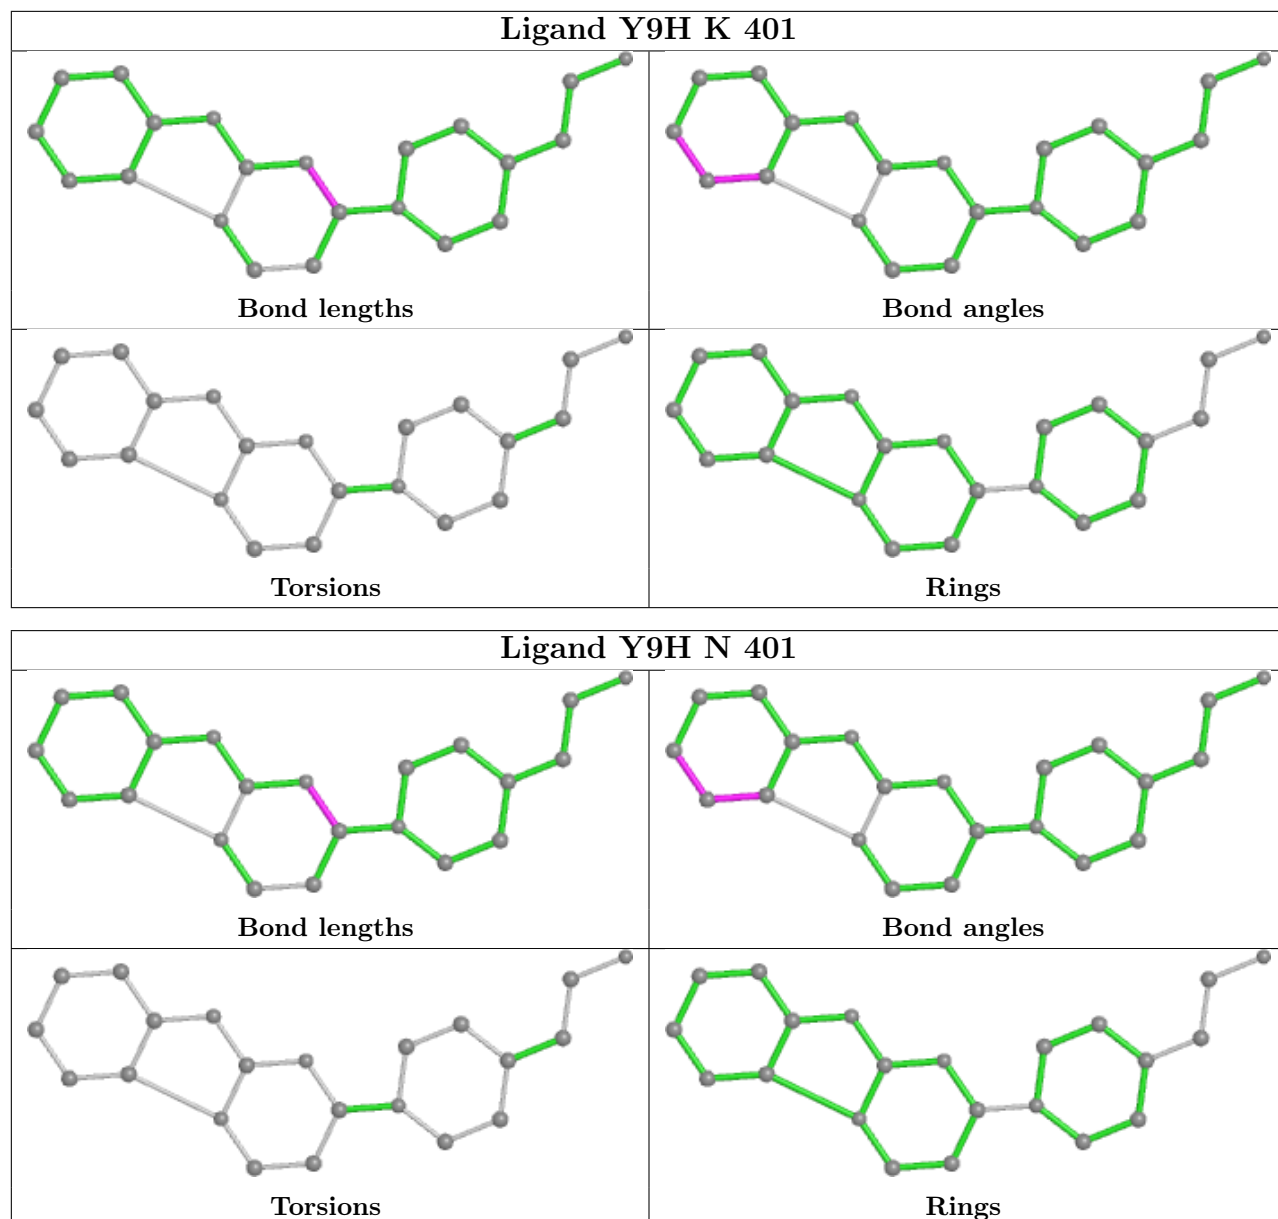 Ligand Y9H K 401
Bond lengths
Bond angles
Torsions
Rings
Ligand Y9H N 401
Bond lengths
Bond angles
Torsions
Rings